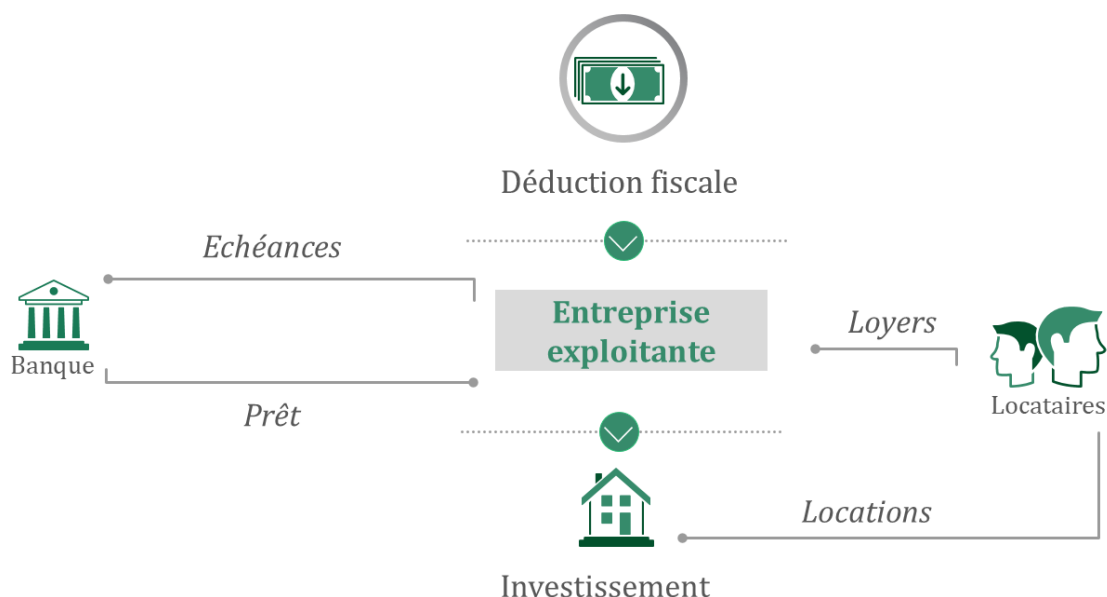 Déduction fiscale
Echéances
Entreprise
exploitante
Loyers
Banque
Prêt
Locataires
Locations
Investissement